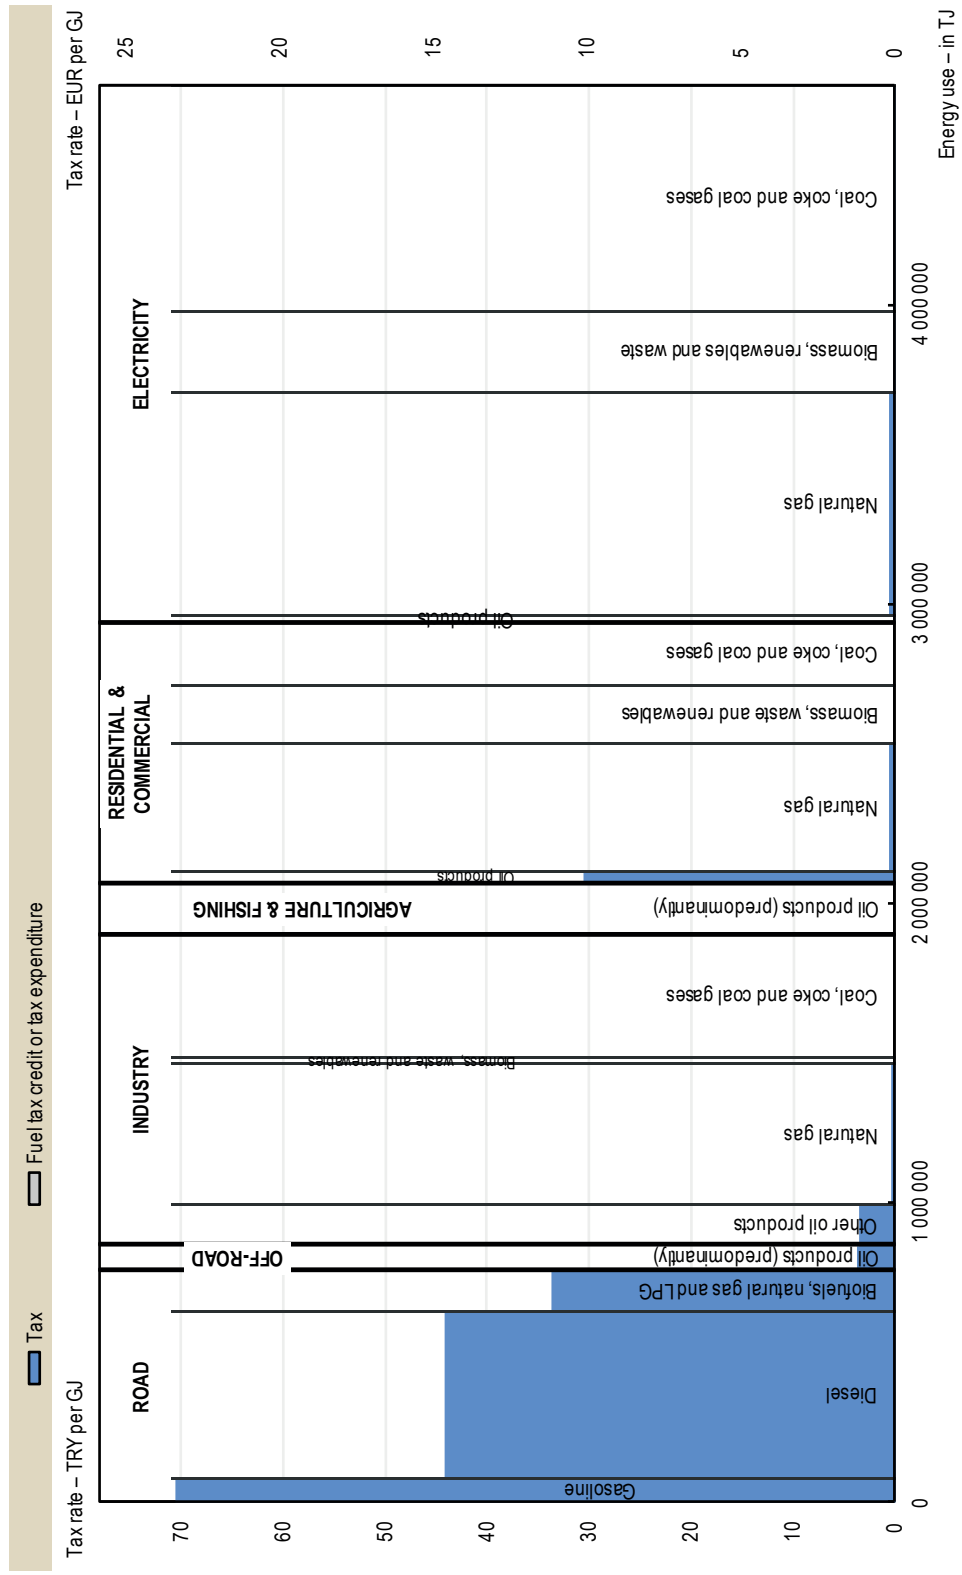 Tax
Fuel tax credit or tax expenditure
Tax rate – TRY per GJ
Tax rate – EUR per GJ
ROAD
OFF-ROAD
INDUSTRY
AGRICULTURE & FISHING
RESIDENTIAL &
COMMERCIAL
ELECTRICITY
70
60
50
40
30
20
10
0
25
20
15
10
5
0
Gasoline
Diesel
Biofuels, natural gas and LPG
Oil products (predominantly)
Other oil products
Natural gas
Biomass, waste and renewables
Coal, coke and coal gases
Oil products (predominantly)
Oil products
Natural gas
Biomass, waste and renewables
Coal, coke and coal gases
Oil products
Natural gas
Biomass, renewables and waste
Coal, coke and coal gases
0
1 000 000
2 000 000
3 000 000
4 000 000
Energy use – in TJ